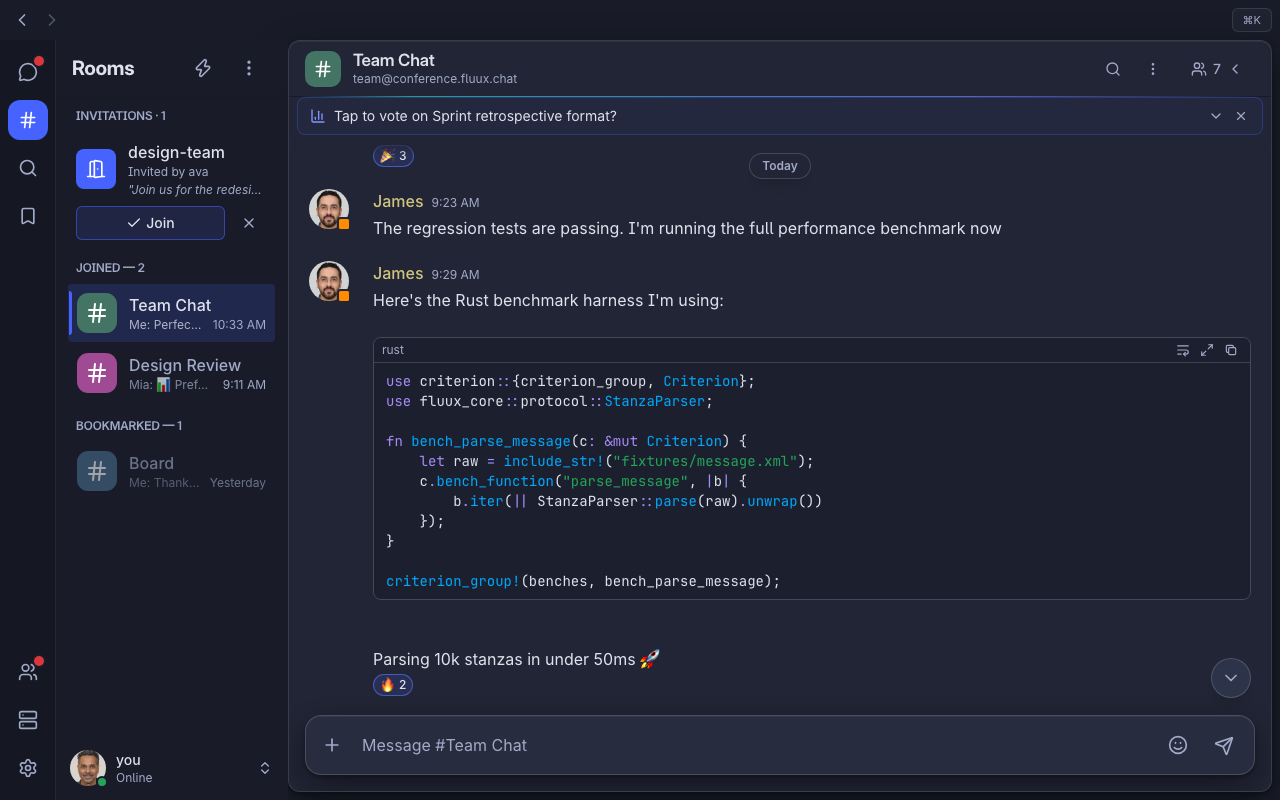 ⌘K
Rooms
INVITATIONS · 1
design-team
Invited by ava
"Join us for the redesi...
Join
JOINED — 2
Team Chat
Me: Perfec... 10:33 AM
Design Review
Mia: 📊 Pref... 9:11 AM
BOOKMARKED — 1
Board
Me: Thank... Yesterday
you
Online
Team Chat
team@conference.fluux.chat
7
Tap to vote on Sprint retrospective format?
🎉 3
Today
James 9:23 AM
The regression tests are passing. I'm running the full performance benchmark now
James 9:29 AM
Here's the Rust benchmark harness I'm using:
rust
use criterion::{criterion_group, Criterion};
use fluux_core::protocol::StanzaParser;
fn bench_parse_message(c: &mut Criterion) {
    let raw = include_str!("fixtures/message.xml");
    c.bench_function("parse_message", |b| {
        b.iter(|| StanzaParser::parse(raw).unwrap())
    });
}
criterion_group!(benches, bench_parse_message);
Parsing 10k stanzas in under 50ms 🚀
🔥 2
Message #Team Chat